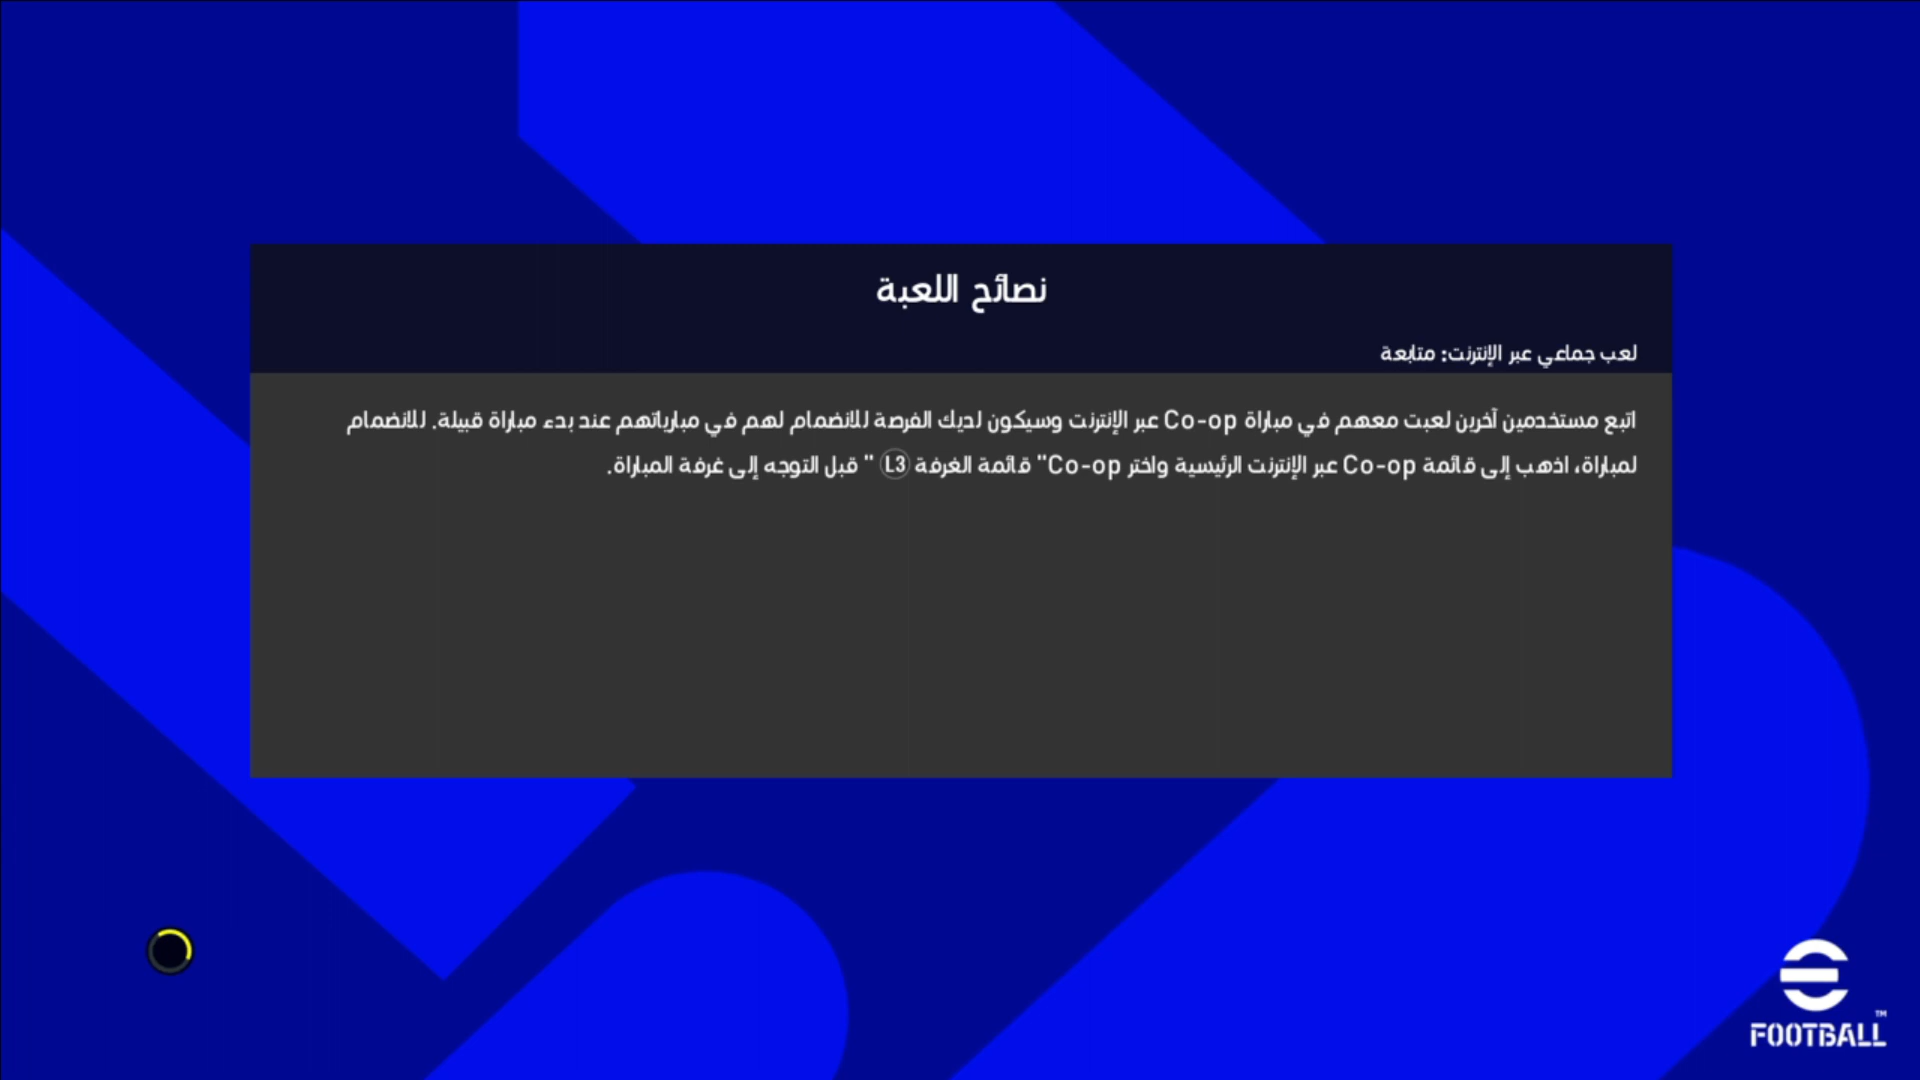 نصائح اللعبة
لعب جماعي عبر الإنترنت: متابعة
اتبع مستخدمين آخرين لعبت معهم في مباراة Co-op عبر الإنترنت وسيكون لديك الفرصة للانضمام لهم في مبارياتهم عند بدء مباراة قبيلة. للانضمام
لمباراة، اذهب إلى قائمة Co-op عبر الإنترنت الرئيسية واختر Co-op" قائمة الغرفة L3 " قبل التوجه إلى غرفة المباراة.
FOOTBALL™